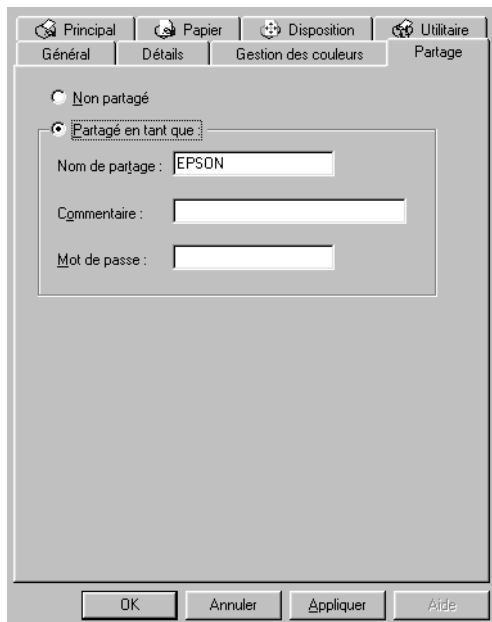 Principal Papier Disposition Utilitaire
Général Détails Gestion des couleurs Partage
Non partagé
Partagé en tant que :
Nom de partage : EPSON
Commentaire :
Mot de passe :
OK Annuler Appliquer Aide